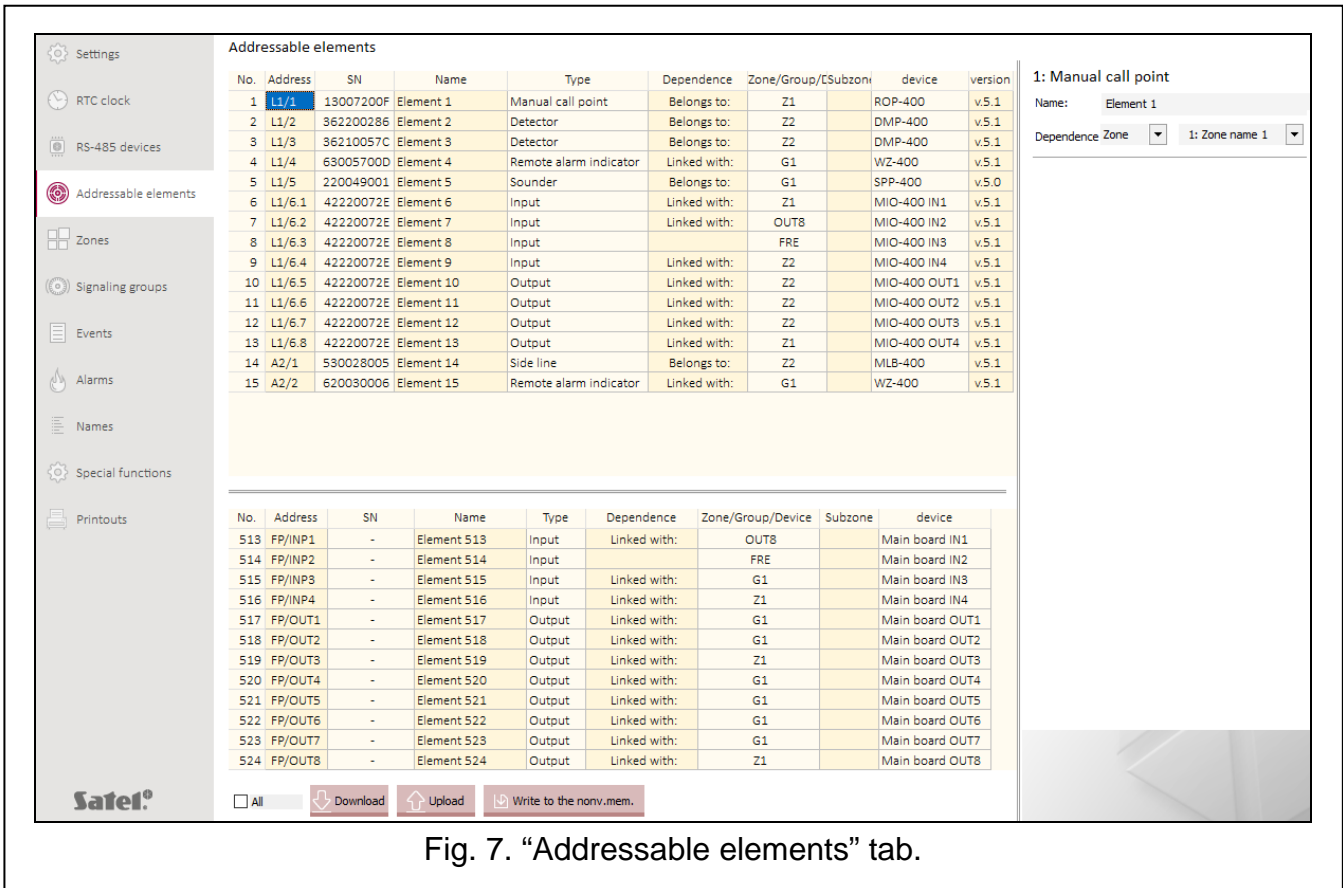 Settings
RTC clock
RS-485 devices
Addressable elements
Zones
Signaling groups
Events
Alarms
Names
Special functions
Printouts
Satel®
Addressable elements
No. Address SN Name Type Dependence Zone/Group/D Subzone device version
1 L1/1 13007200F Element 1 Manual call point Belongs to: Z1 ROP-400 v.5.1
2 L1/2 362200286 Element 2 Detector Belongs to: Z2 DMP-400 v.5.1
3 L1/3 36210057C Element 3 Detector Belongs to: Z2 DMP-400 v.5.1
4 L1/4 63005700D Element 4 Remote alarm indicator Linked with: G1 WZ-400 v.5.1
5 L1/5 220049001 Element 5 Sounder Belongs to: G1 SPP-400 v.5.0
6 L1/6.1 42220072E Element 6 Input Linked with: Z1 MIO-400 IN1 v.5.1
7 L1/6.2 42220072E Element 7 Input Linked with: OUT8 MIO-400 IN2 v.5.1
8 L1/6.3 42220072E Element 8 Input FRE MIO-400 IN3 v.5.1
9 L1/6.4 42220072E Element 9 Input Linked with: Z2 MIO-400 IN4 v.5.1
10 L1/6.5 42220072E Element 10 Output Linked with: Z2 MIO-400 OUT1 v.5.1
11 L1/6.6 42220072E Element 11 Output Linked with: Z2 MIO-400 OUT2 v.5.1
12 L1/6.7 42220072E Element 12 Output Linked with: Z2 MIO-400 OUT3 v.5.1
13 L1/6.8 42220072E Element 13 Output Linked with: Z1 MIO-400 OUT4 v.5.1
14 A2/1 530028005 Element 14 Side line Belongs to: Z2 MLB-400 v.5.1
15 A2/2 620030006 Element 15 Remote alarm indicator Linked with: G1 WZ-400 v.5.1
No. Address SN Name Type Dependence Zone/Group/Device Subzone device
513 FP/INP1 - Element 513 Input Linked with: OUT8 Main board IN1
514 FP/INP2 - Element 514 Input FRE Main board IN2
515 FP/INP3 - Element 515 Input Linked with: G1 Main board IN3
516 FP/INP4 - Element 516 Input Linked with: Z1 Main board IN4
517 FP/OUT1 - Element 517 Output Linked with: G1 Main board OUT1
518 FP/OUT2 - Element 518 Output Linked with: G1 Main board OUT2
519 FP/OUT3 - Element 519 Output Linked with: Z1 Main board OUT3
520 FP/OUT4 - Element 520 Output Linked with: G1 Main board OUT4
521 FP/OUT5 - Element 521 Output Linked with: G1 Main board OUT5
522 FP/OUT6 - Element 522 Output Linked with: G1 Main board OUT6
523 FP/OUT7 - Element 523 Output Linked with: G1 Main board OUT7
524 FP/OUT8 - Element 524 Output Linked with: Z1 Main board OUT8
All Download Upload Write to the nonv.mem.
1: Manual call point
Name: Element 1
Dependence Zone 1: Zone name 1
Fig. 7. “Addressable elements” tab.